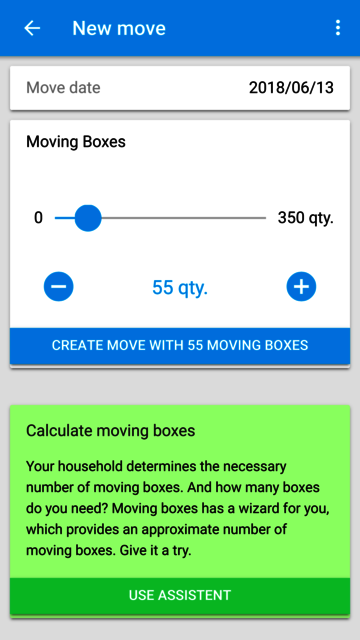 New move
Move date 2018/06/13
Moving Boxes
0 350 qty.
55 qty.
CREATE MOVE WITH 55 MOVING BOXES
Calculate moving boxes
Your household determines the necessary
number of moving boxes. And how many boxes
do you need? Moving boxes has a wizard for you,
which provides an approximate number of
moving boxes. Give it a try.
USE ASSISTENT